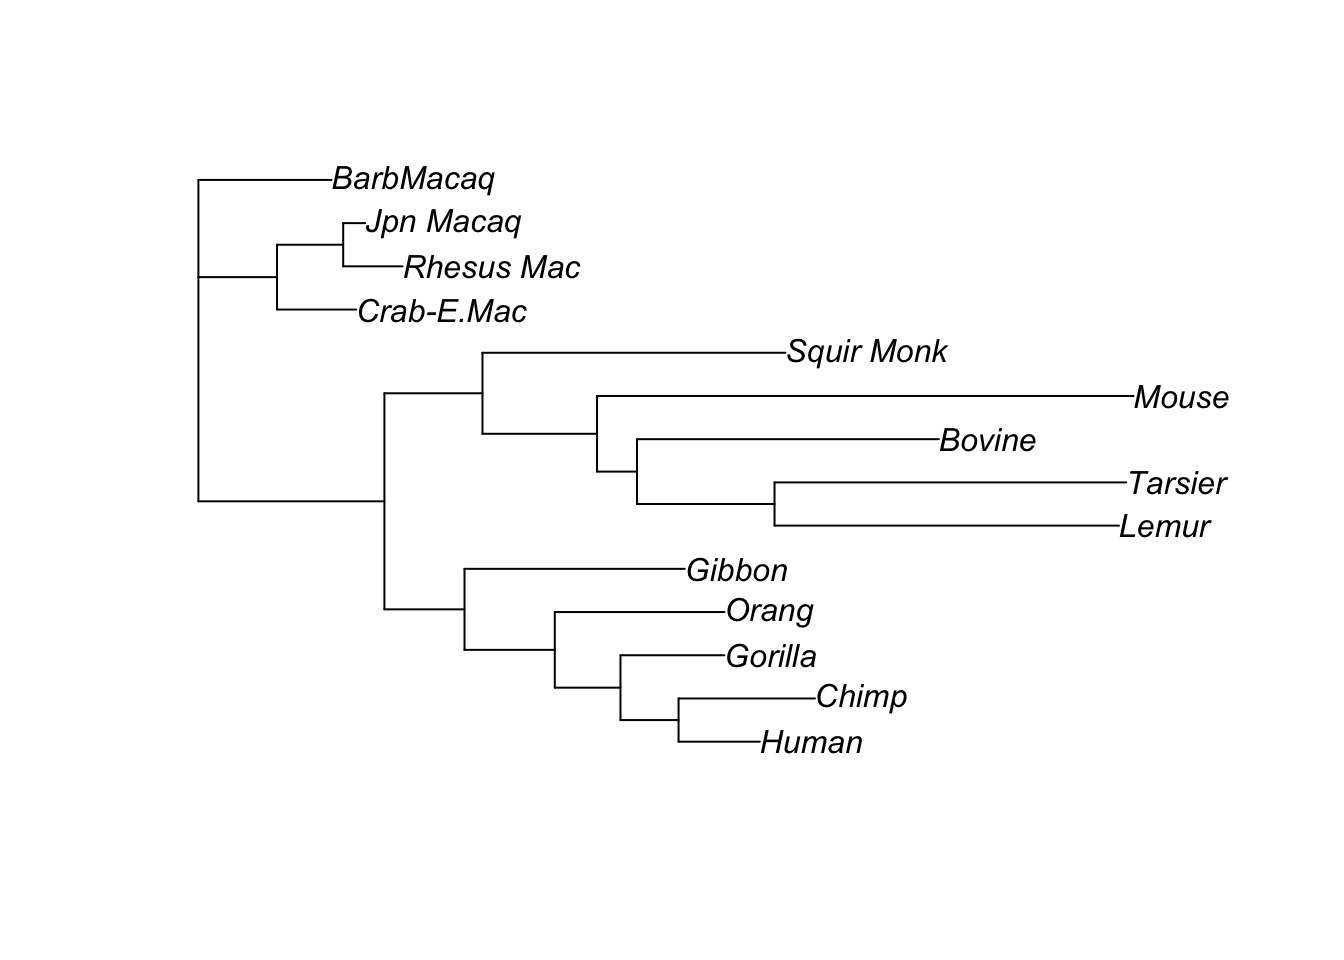 BarbMacaq
Jpn Macaq
Rhesus Mac
Crab-E.Mac
Squir Monk
Mouse
Bovine
Tarsier
Lemur
Gibbon
Orang
Gorilla
Chimp
Human